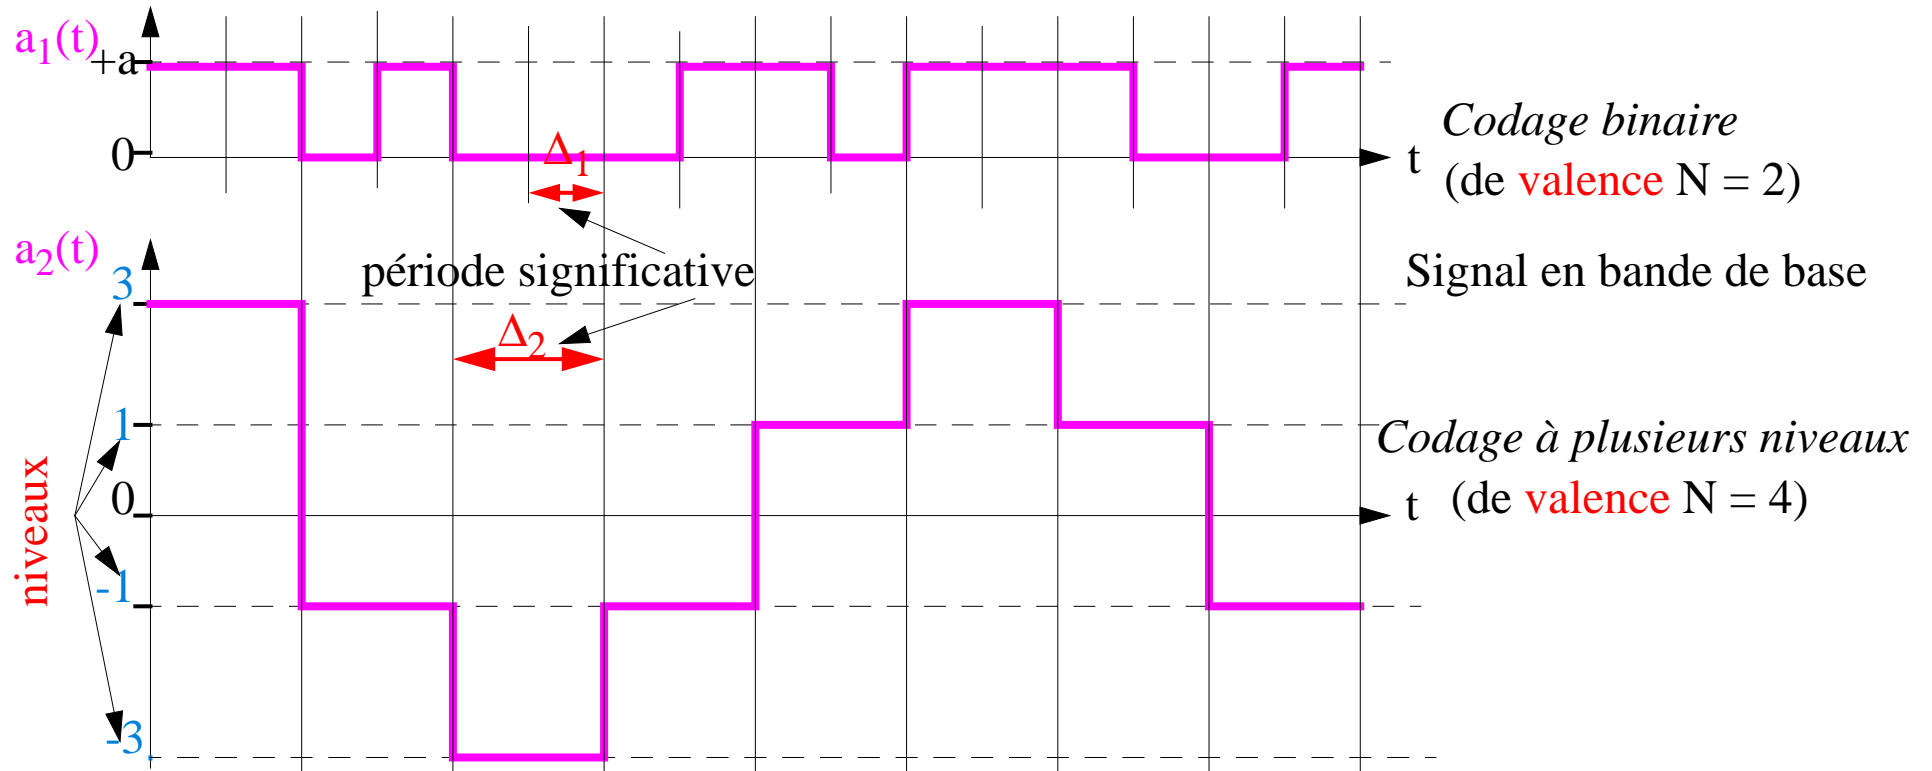 a1(t)
+a
0
Δ1
t
Codage binaire
(de valence N = 2)
a2(t)
3
période significative
Signal en bande de base
Δ2
1
Codage à plusieurs niveaux
niveaux
0
t
(de valence N = 4)
-1
-3